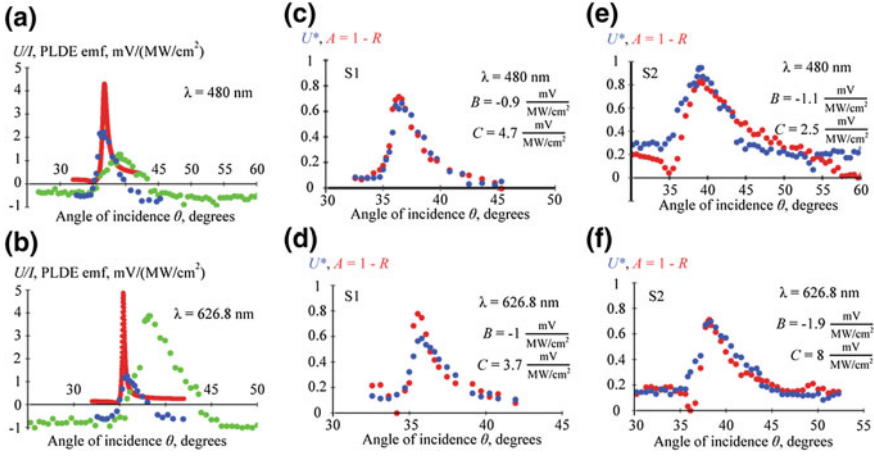 (a)
U/I, PLDE emf, mV/(MW/cm²)
5
4
3
2
1
0
-1
λ = 480 nm
30
45
60
Angle of incidence θ, degrees
(b)
U/I, PLDE emf, mV/(MW/cm²)
5
4
3
2
1
0
-1
λ = 626.8 nm
30
45
50
Angle of incidence θ, degrees
(c)
U*, A = 1 - R
S1
λ = 480 nm
B = -0.9 mV
MW/cm²
C = 4.7 mV
MW/cm²
1
0.8
0.6
0.4
0.2
0
30 35 40 45 50
Angle of incidence θ, degrees
(d)
U*, A = 1 - R
S1
λ = 626.8 nm
B = -1 mV
MW/cm²
C = 3.7 mV
MW/cm²
1
0.8
0.6
0.4
0.2
0
30 35 40 45
Angle of incidence θ, degrees
(e)
U*, A = 1 - R
S2
λ = 480 nm
B = -1.1 mV
MW/cm²
C = 2.5 mV
MW/cm²
1
0.8
0.6
0.4
0.2
0
35 40 45 50 55 60
Angle of incidence θ, degrees
(f)
U*, A = 1 - R
S2
λ = 626.8 nm
B = -1.9 mV
MW/cm²
C = 8 mV
MW/cm²
1
0.8
0.6
0.4
0.2
0
30 35 40 45 50 55
Angle of incidence θ, degrees